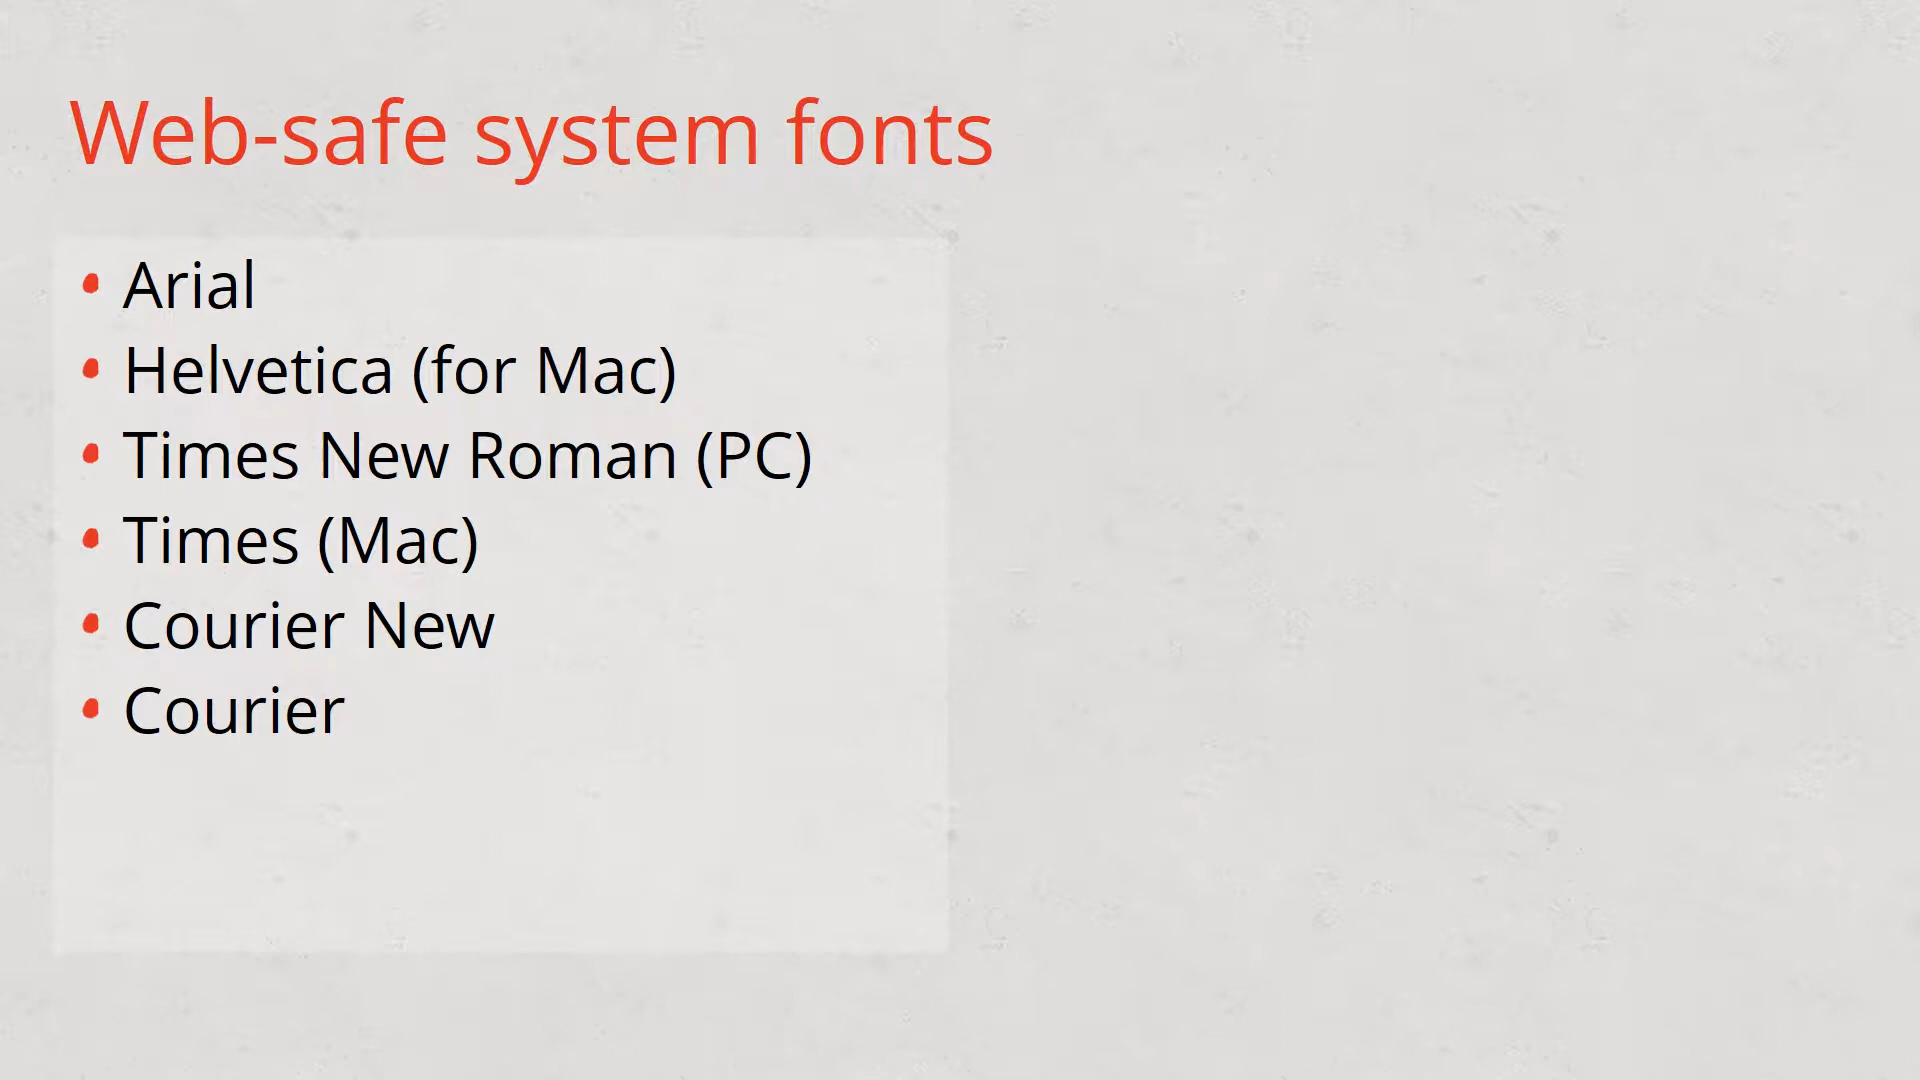 Web-safe system fonts
• Arial
• Helvetica (for Mac)
• Times New Roman (PC)
• Times (Mac)
• Courier New
• Courier